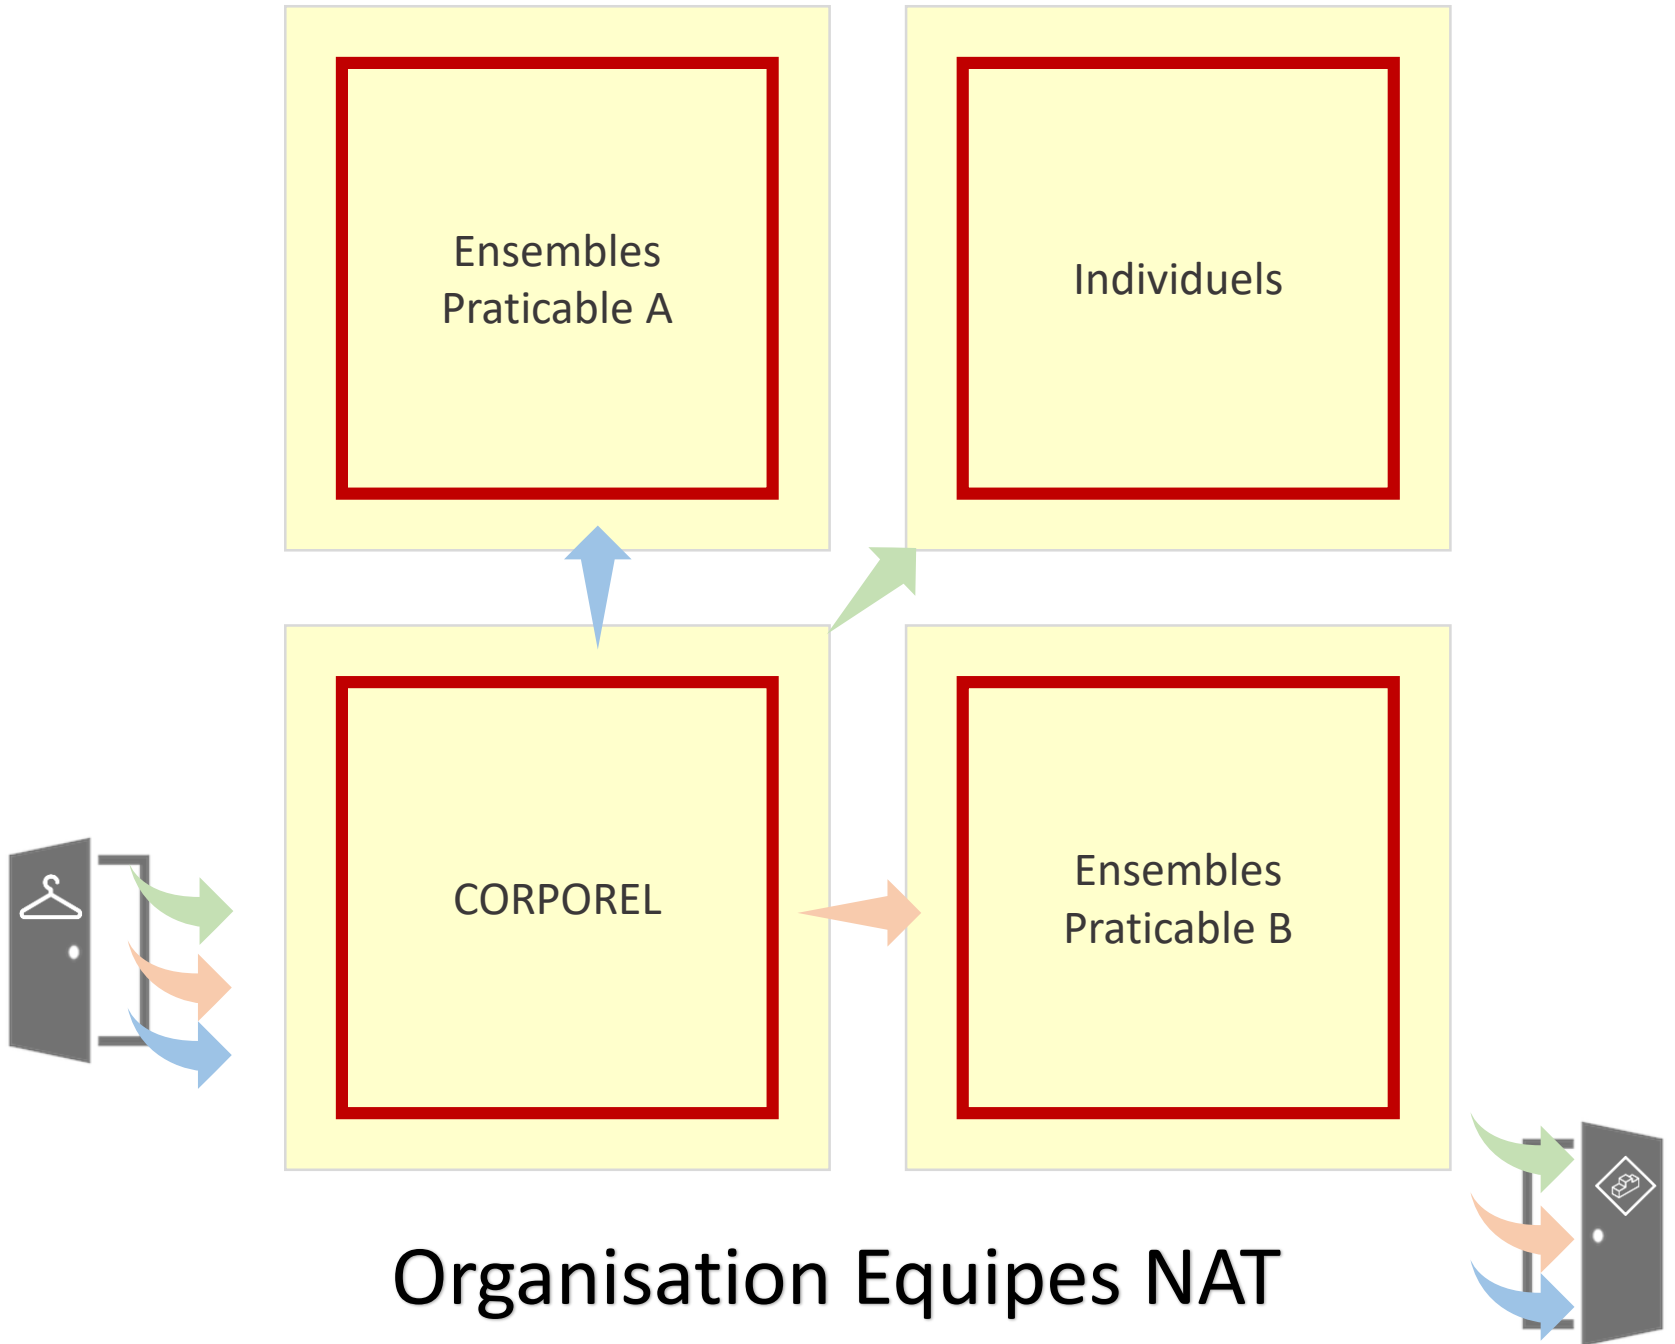 Ensembles
Praticable A
Individuels
CORPOREL
Ensembles
Praticable B
Organisation Equipes NAT